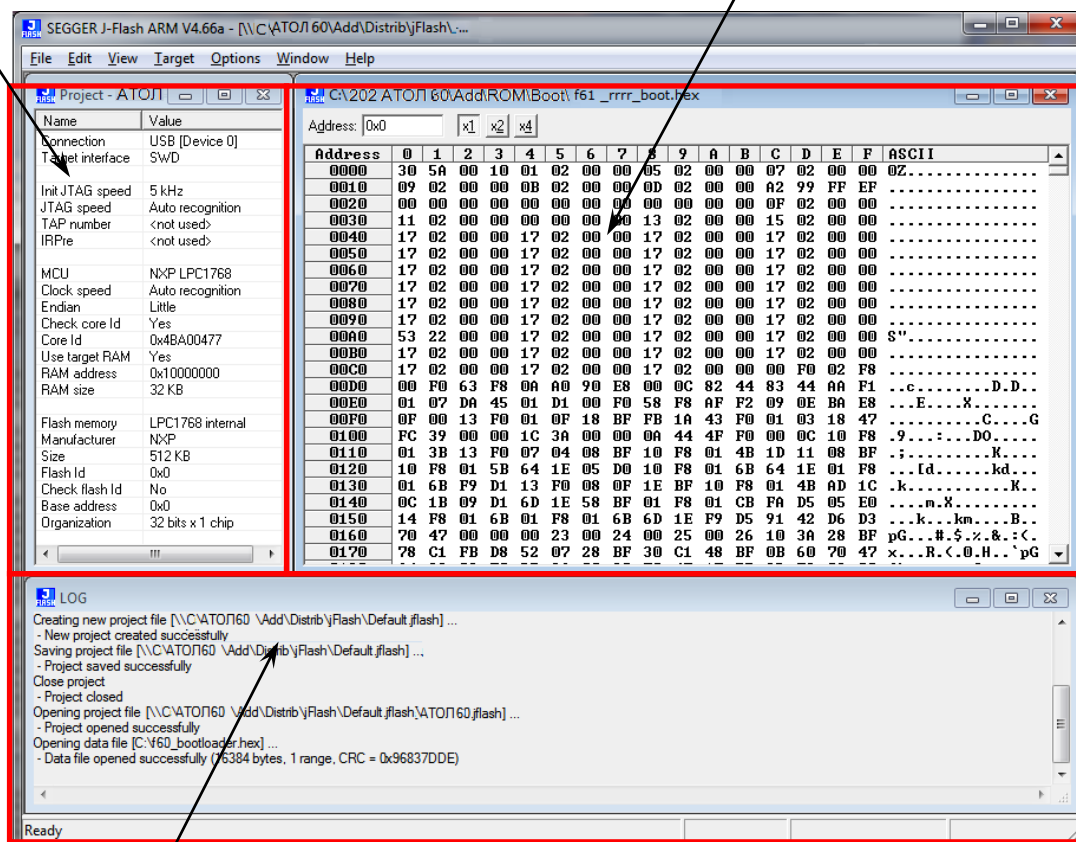 SEGGER J-Flash ARM V4.66a - [\\C\АТОЛ 60\Add\Distrib\jFlash\...
File Edit View Target Options Window Help
Project - АТОЛ
Name Value
Connection USB [Device 0]
Target interface SWD
Init JTAG speed 5 kHz
JTAG speed Auto recognition
TAP number <not used>
IRPre <not used>
MCU NXP LPC1768
Clock speed Auto recognition
Endian Little
Check core Id Yes
Core Id 0x4BA00477
Use target RAM Yes
RAM address 0x10000000
RAM size 32 KB
Flash memory LPC1768 internal
Manufacturer NXP
Size 512 KB
Flash Id 0x0
Check flash Id No
Base address 0x0
Organization 32 bits x 1 chip
C:\202 АТОЛ 60\Add\ROM\Boot\ f61 _rrrr_boot.hex
Address: 0x0 x1 x2 x4
Address 0 1 2 3 4 5 6 7 8 9 A B C D E F ASCII
0000 30 5A 00 10 01 02 00 00 05 02 00 00 07 02 00 00 0Z..............
0010 09 02 00 00 0B 02 00 00 0D 02 00 00 A2 99 FF EF ................
0020 00 00 00 00 00 00 00 00 00 00 00 00 0F 02 00 00 ................
0030 11 02 00 00 00 00 00 00 13 02 00 00 15 02 00 00 ................
0040 17 02 00 00 17 02 00 00 17 02 00 00 17 02 00 00 ................
0050 17 02 00 00 17 02 00 00 17 02 00 00 17 02 00 00 ................
0060 17 02 00 00 17 02 00 00 17 02 00 00 17 02 00 00 ................
0070 17 02 00 00 17 02 00 00 17 02 00 00 17 02 00 00 ................
0080 17 02 00 00 17 02 00 00 17 02 00 00 17 02 00 00 ................
0090 17 02 00 00 17 02 00 00 17 02 00 00 17 02 00 00 ................
00A0 53 22 00 00 17 02 00 00 17 02 00 00 17 02 00 00 S"..............
00B0 17 02 00 00 17 02 00 00 17 02 00 00 17 02 00 00 ................
00C0 17 02 00 00 17 02 00 00 17 02 00 00 00 F0 02 F8 ................
00D0 00 F0 63 F8 0A A0 90 E8 00 0C 82 44 83 44 AA F1 ..c........D.D..
00E0 01 07 DA 45 01 D1 00 F0 58 F8 AF F2 09 0E BA E8 ...E....X.......
00F0 0F 00 13 F0 01 0F 18 BF FB 1A 43 F0 01 03 18 47 ..........C....G
0100 FC 39 00 00 1C 3A 00 00 0A 44 4F F0 00 0C 10 F8 .9...:...DO.....
0110 01 3B 13 F0 07 04 08 BF 10 F8 01 4B 1D 11 08 BF .;.........K....
0120 10 F8 01 5B 64 1E 05 D0 10 F8 01 6B 64 1E 01 F8 ...[d......kd...
0130 01 6B F9 D1 13 F0 08 0F 1E BF 10 F8 01 4B AD 1C .k...........K..
0140 0C 1B 09 D1 6D 1E 58 BF 01 F8 01 CB FA D5 05 E0 ....m.X.........
0150 14 F8 01 6B 01 F8 01 6B 6D 1E F9 D5 91 42 D6 D3 ...k...km....B..
0160 70 47 00 00 00 23 00 24 00 25 00 26 10 3A 28 BF pG...#.$.%.&.:(.
0170 78 C1 FB D8 52 07 28 BF 30 C1 48 BF 0B 60 70 47 x...R.(.0.H..`pG
LOG
Creating new project file [\\C\АТОЛ60 \Add\Distrib\jFlash\Default.jflash] ...
- New project created successfully
Saving project file [\\C\АТОЛ60 \Add\Distrib\jFlash\Default.jflash] ...
- Project saved successfully
Close project
- Project closed
Opening project file [\\C\АТОЛ60 \Add\Distrib\jFlash\Default.jflash\АТОЛ 60.jflash] ...
- Project opened successfully
Opening data file [C:\f60_bootloader.hex] ...
- Data file opened successfully (16384 bytes, 1 range, CRC = 0x96837DDE)
Ready